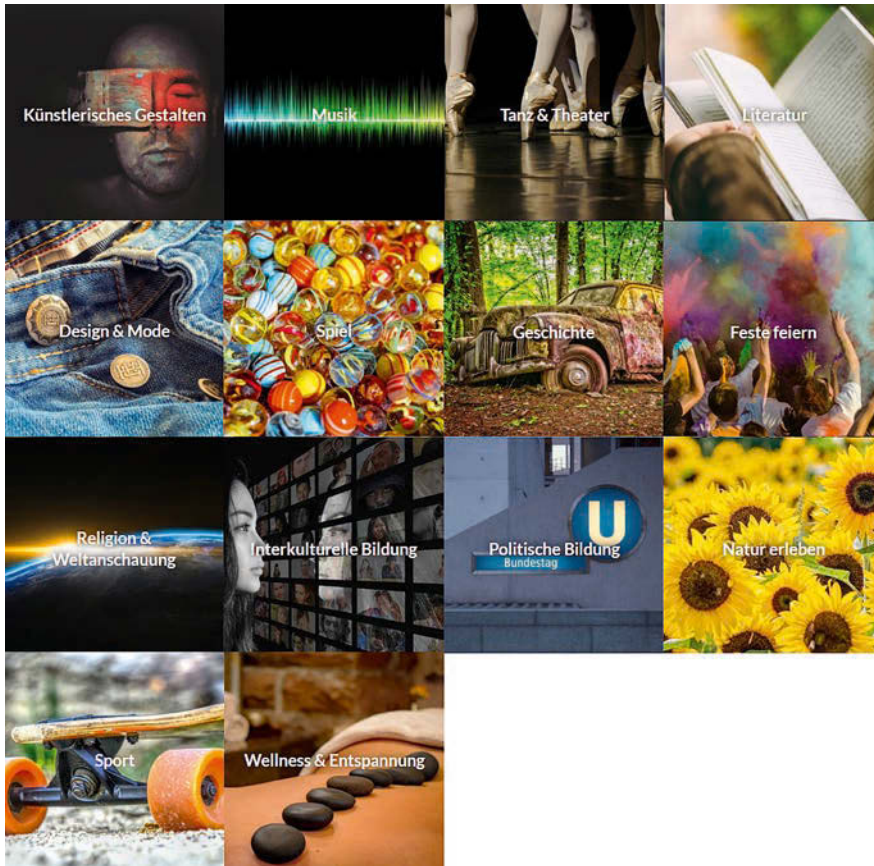 Künstlerisches Gestalten
Musik
Tanz & Theater
Literatur
Design & Mode
Spiel
Geschichte
Feste feiern
Religion &
Weltanschauung
Interkulturelle Bildung
Politische Bildung
U
Bundestag
Natur erleben
Sport
Wellness & Entspannung